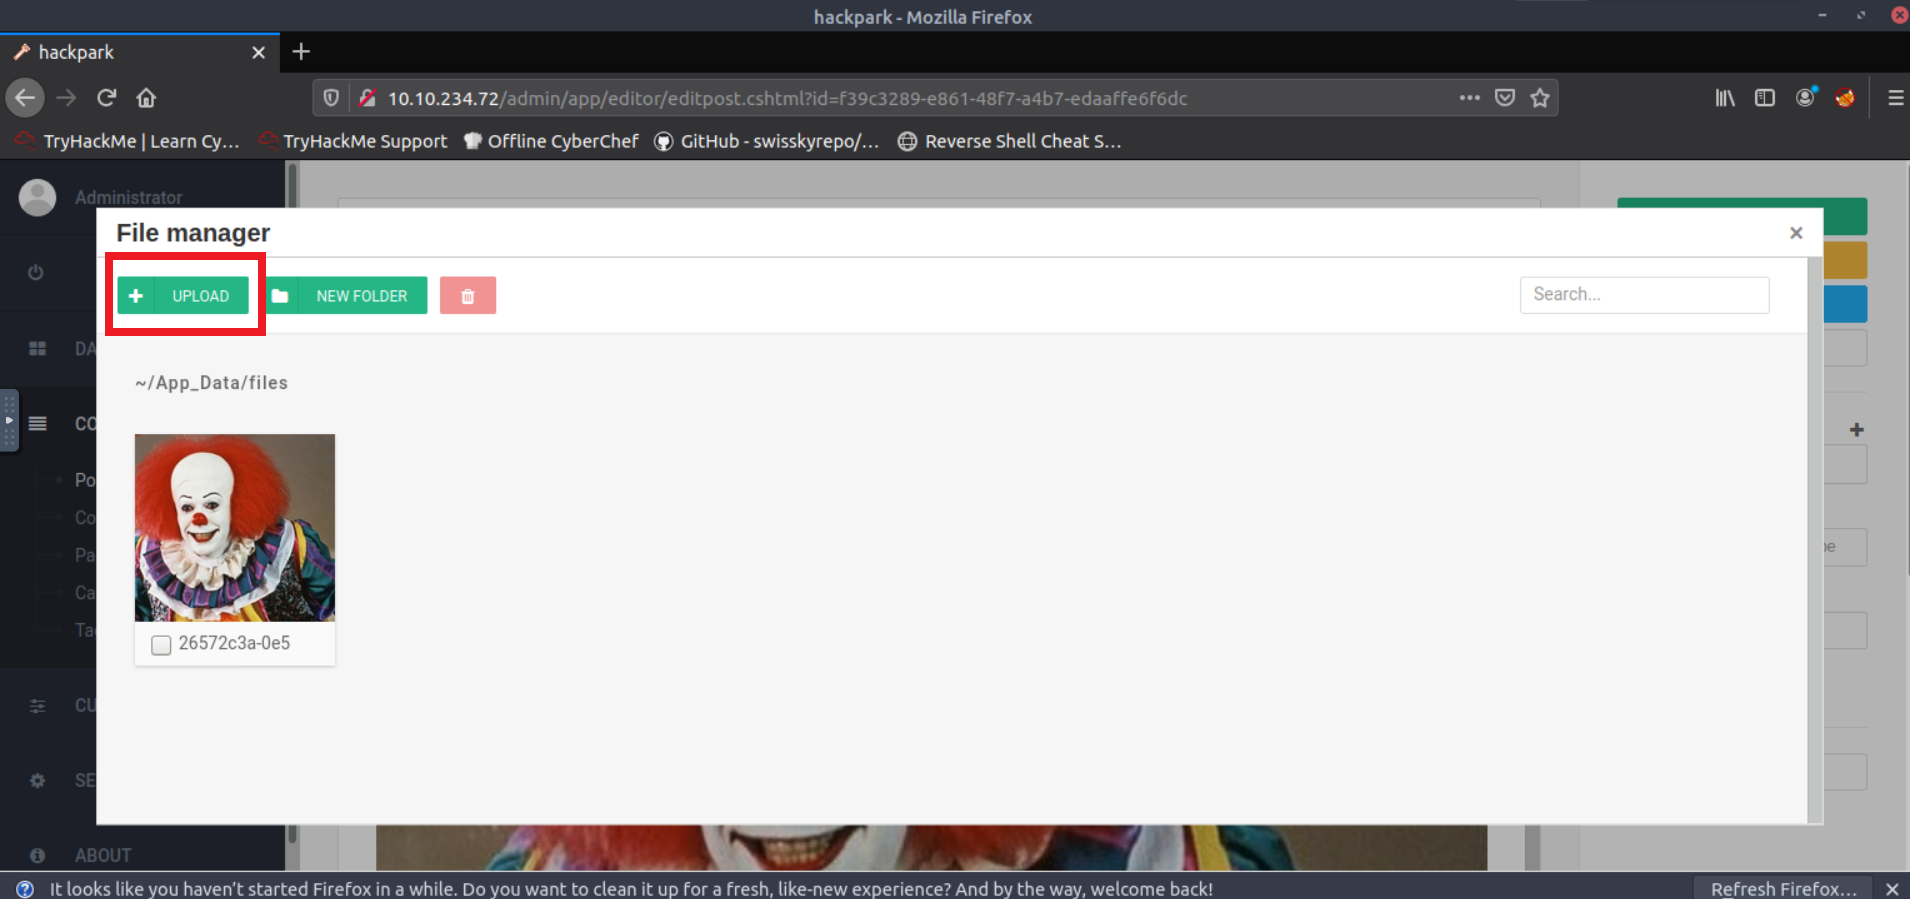 hackpark - Mozilla Firefox
hackpark
10.10.234.72/admin/app/editor/editpost.cshtml?id=f39c3289-e861-48f7-a4b7-edaaffe6f6dc
TryHackMe | Learn Cy… TryHackMe Support Offline CyberChef GitHub - swisskyrepo/… Reverse Shell Cheat S…
Administrator
File manager
UPLOAD NEW FOLDER Search...
DA
~/App_Data/files
CO
Po
Co
Pa
Ca
Ta
26572c3a-0e5
CU
SE
ABOUT
It looks like you haven't started Firefox in a while. Do you want to clean it up for a fresh, like-new experience? And by the way, welcome back! Refresh Firefox…